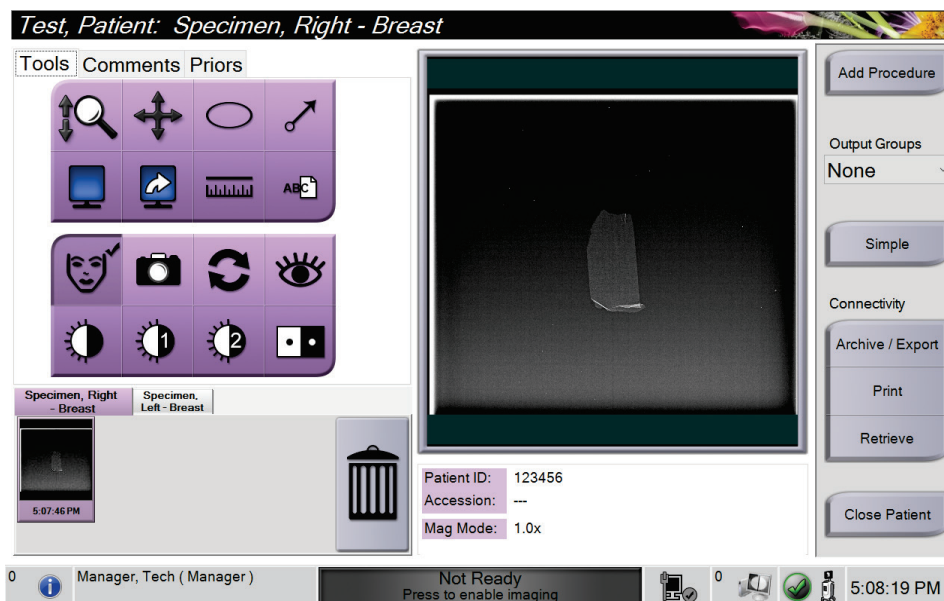 Test, Patient: Specimen, Right - Breast
Tools Comments Priors
ABC
1 2
Specimen, Right
- Breast
Specimen,
Left - Breast
5:07:46 PM
Patient ID: 123456
Accession: ---
Mag Mode: 1.0x
Add Procedure
Output Groups
None
Simple
Connectivity
Archive / Export
Print
Retrieve
Close Patient
0 Manager, Tech ( Manager )
Not Ready
Press to enable imaging
0
5:08:19 PM